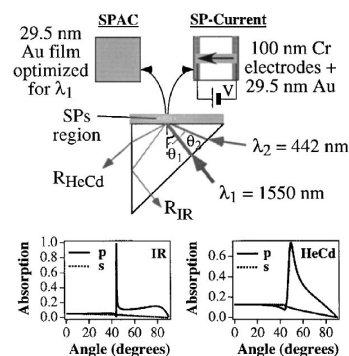 SPAC
SP-Current
29.5 nm
Au film
optimized
for λ1
100 nm Cr
electrodes +
29.5 nm Au
V
SPs
region
θ1
θ2
λ2 = 442 nm
RHeCd
λ1 = 1550 nm
RIR
Absorption
1.0
0.8
0.6
0.4
0.2
0.0
p
s
IR
0 20 40 60 80
Angle (degrees)
Absorption
0.6
0.4
0.2
0.0
p
s
HeCd
0 20 40 60 80
Angle (degrees)